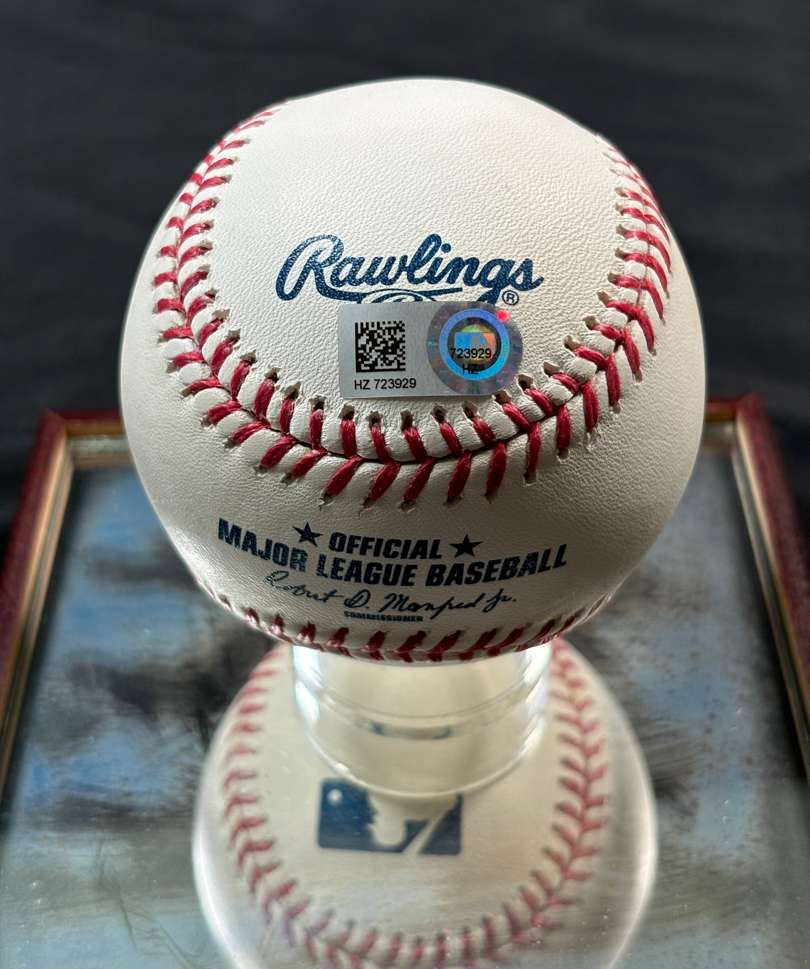 Rawlings®
723929
HZ
HZ 723929
★ OFFICIAL ★
MAJOR LEAGUE BASEBALL
Robert D. Manfred Jr.
COMMISSIONER